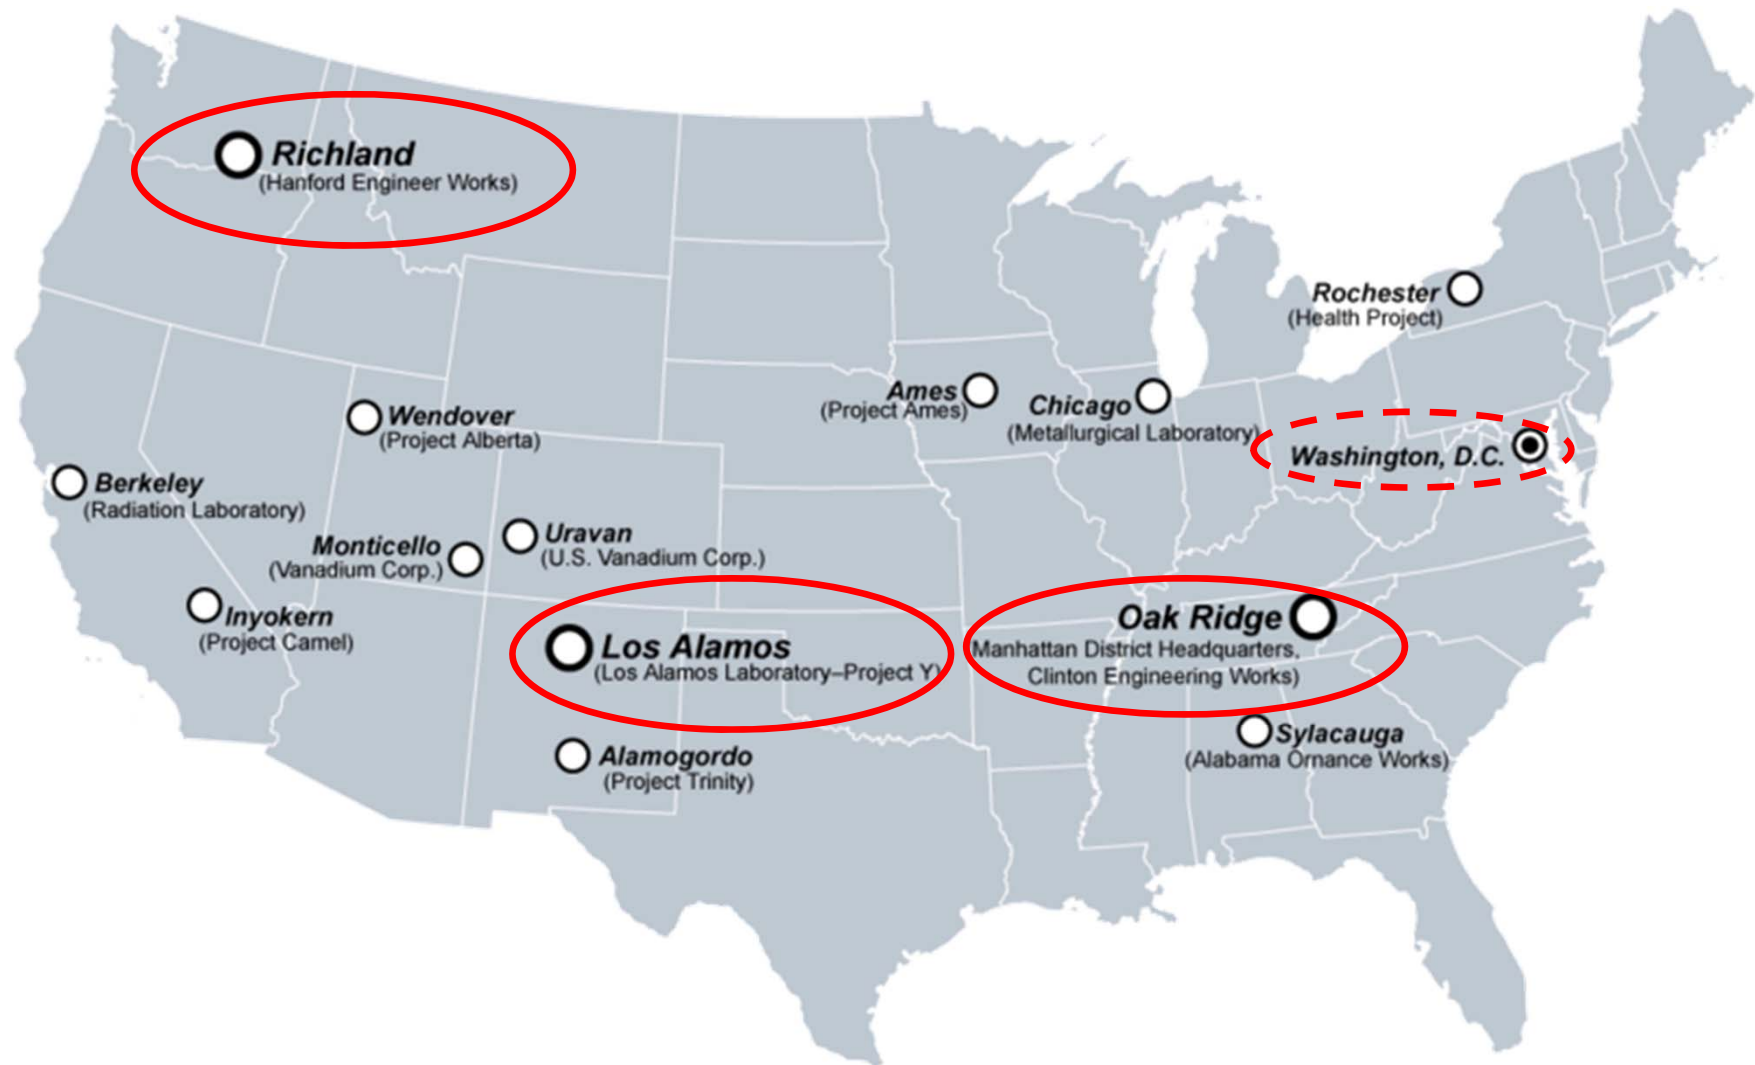 Richland
(Hanford Engineer Works)
Rochester
(Health Project)
Ames
(Project Ames)
Chicago
(Metallurgical Laboratory)
Wendover
(Project Alberta)
Washington, D.C.
Berkeley
(Radiation Laboratory)
Monticello
(Vanadium Corp.)
Uravan
(U.S. Vanadium Corp.)
Inyokern
(Project Camel)
Los Alamos
(Los Alamos Laboratory–Project Y)
Oak Ridge
Manhattan District Headquarters,
Clinton Engineering Works)
Sylacauga
(Alabama Ornance Works)
Alamogordo
(Project Trinity)